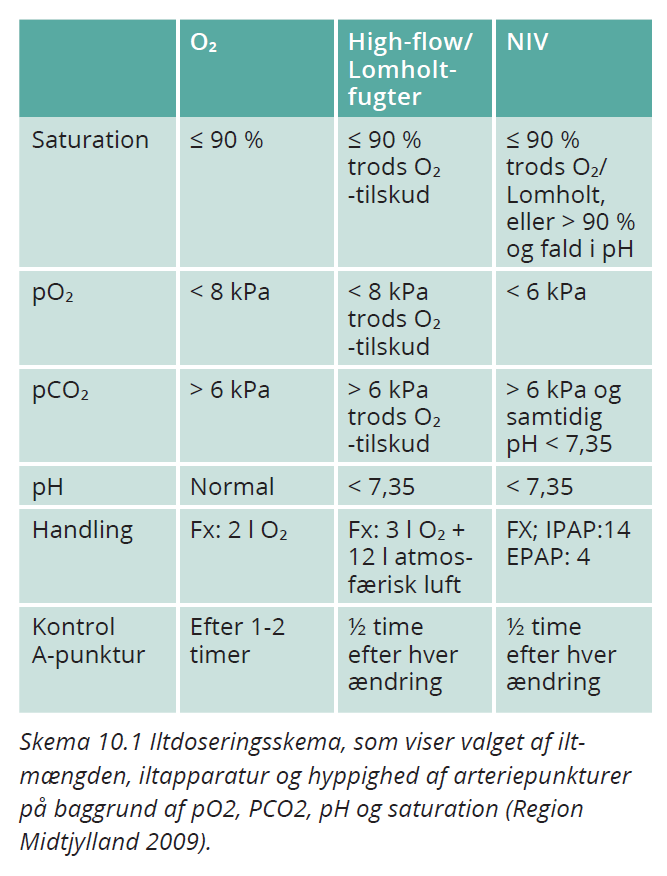 O₂
High-flow/
Lomholt-
fugter
NIV
Saturation
≤ 90 %
≤ 90 %
trods O₂
-tilskud
≤ 90 %
trods O₂/
Lomholt,
eller > 90 %
og fald i pH
pO₂
< 8 kPa
< 8 kPa
trods O₂
-tilskud
< 6 kPa
pCO₂
> 6 kPa
> 6 kPa
trods O₂
-tilskud
> 6 kPa og
samtidig
pH < 7,35
pH
Normal
< 7,35
< 7,35
Handling
Fx: 2 l O₂
Fx: 3 l O₂ +
12 l atmos-
færisk luft
FX; IPAP:14
EPAP: 4
Kontrol
A-punktur
Efter 1-2
timer
½ time
efter hver
ændring
½ time
efter hver
ændring
Skema 10.1 Iltdoseringsskema, som viser valget af ilt-
mængden, iltapparatur og hyppighed af arteriepunkturer
på baggrund af pO2, PCO2, pH og saturation (Region
Midtjylland 2009).